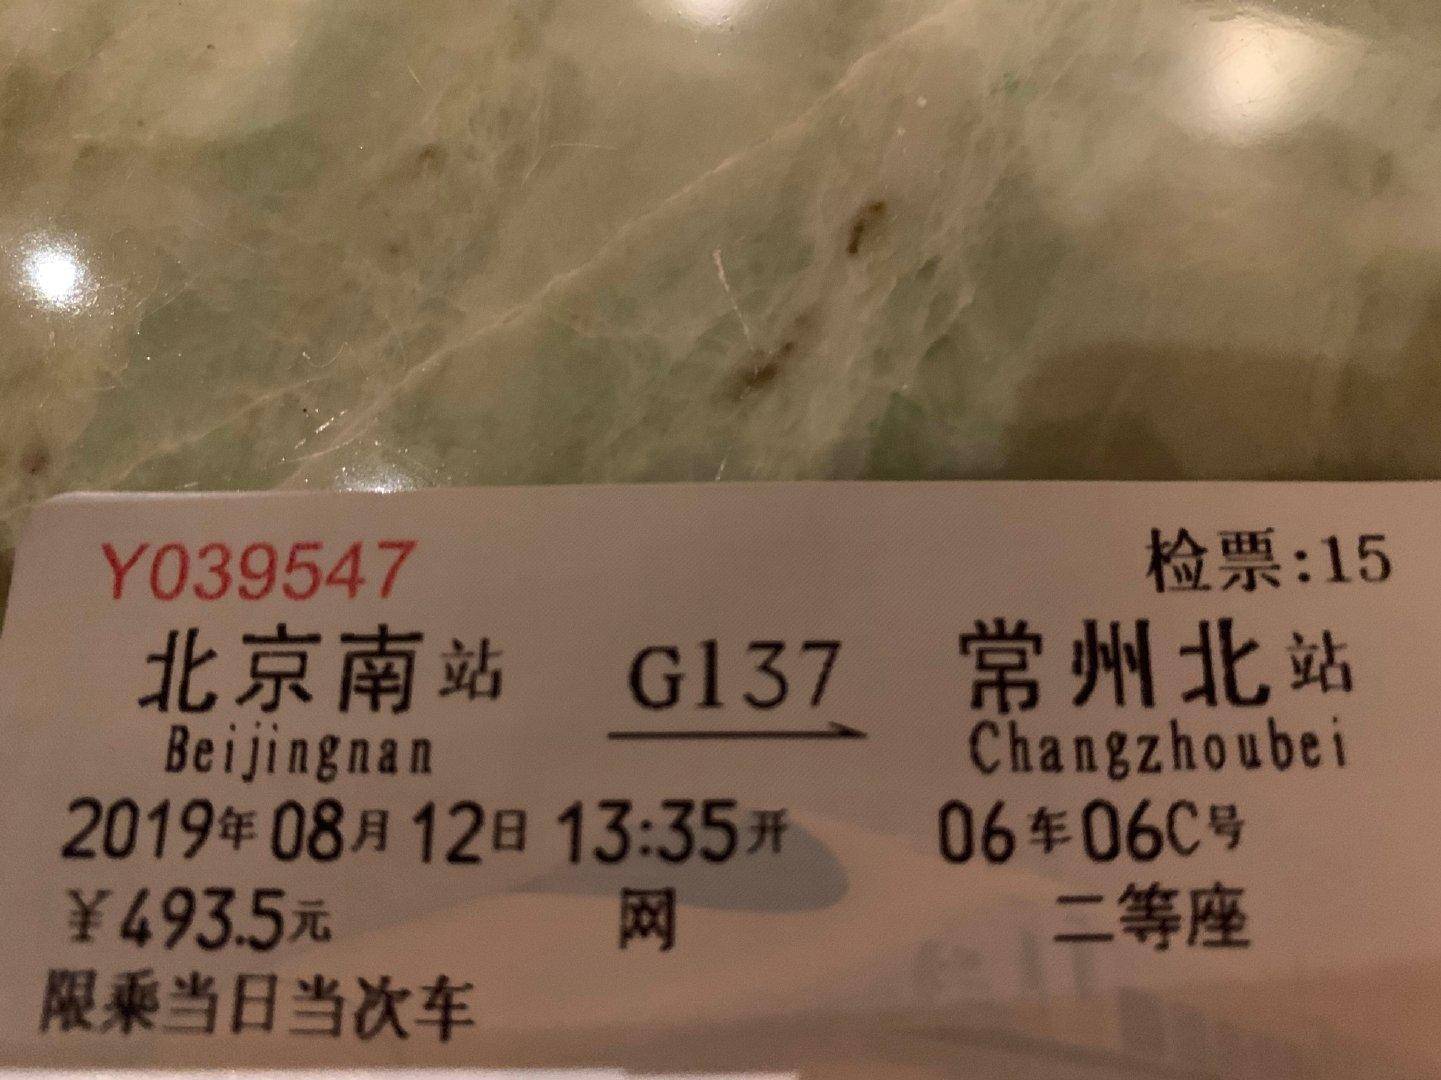 Y039547 检票:15
北京南站 G137 常州北站
Beijingnan Changzhoubei
2019年08月12日 13:35开 06车06C号
¥493.5元 网 二等座
限乘当日当次车